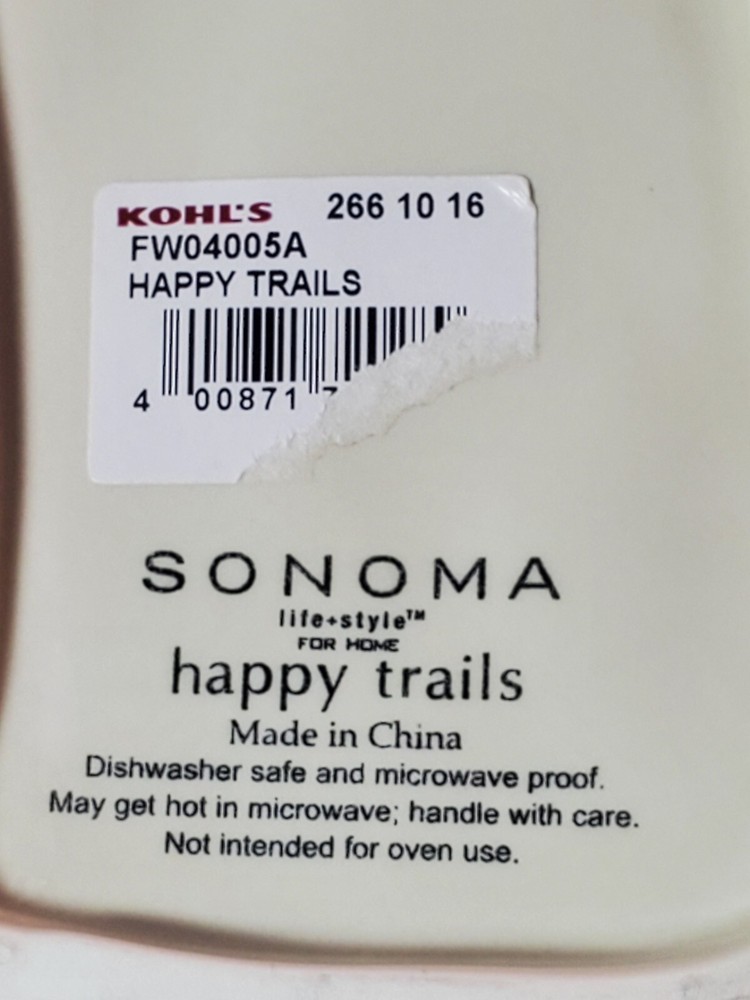 KOHL'S 266 10 16
FW04005A
HAPPY TRAILS
4 00871
SONOMA
life+style™
FOR HOME
happy trails
Made in China
Dishwasher safe and microwave proof.
May get hot in microwave; handle with care.
Not intended for oven use.